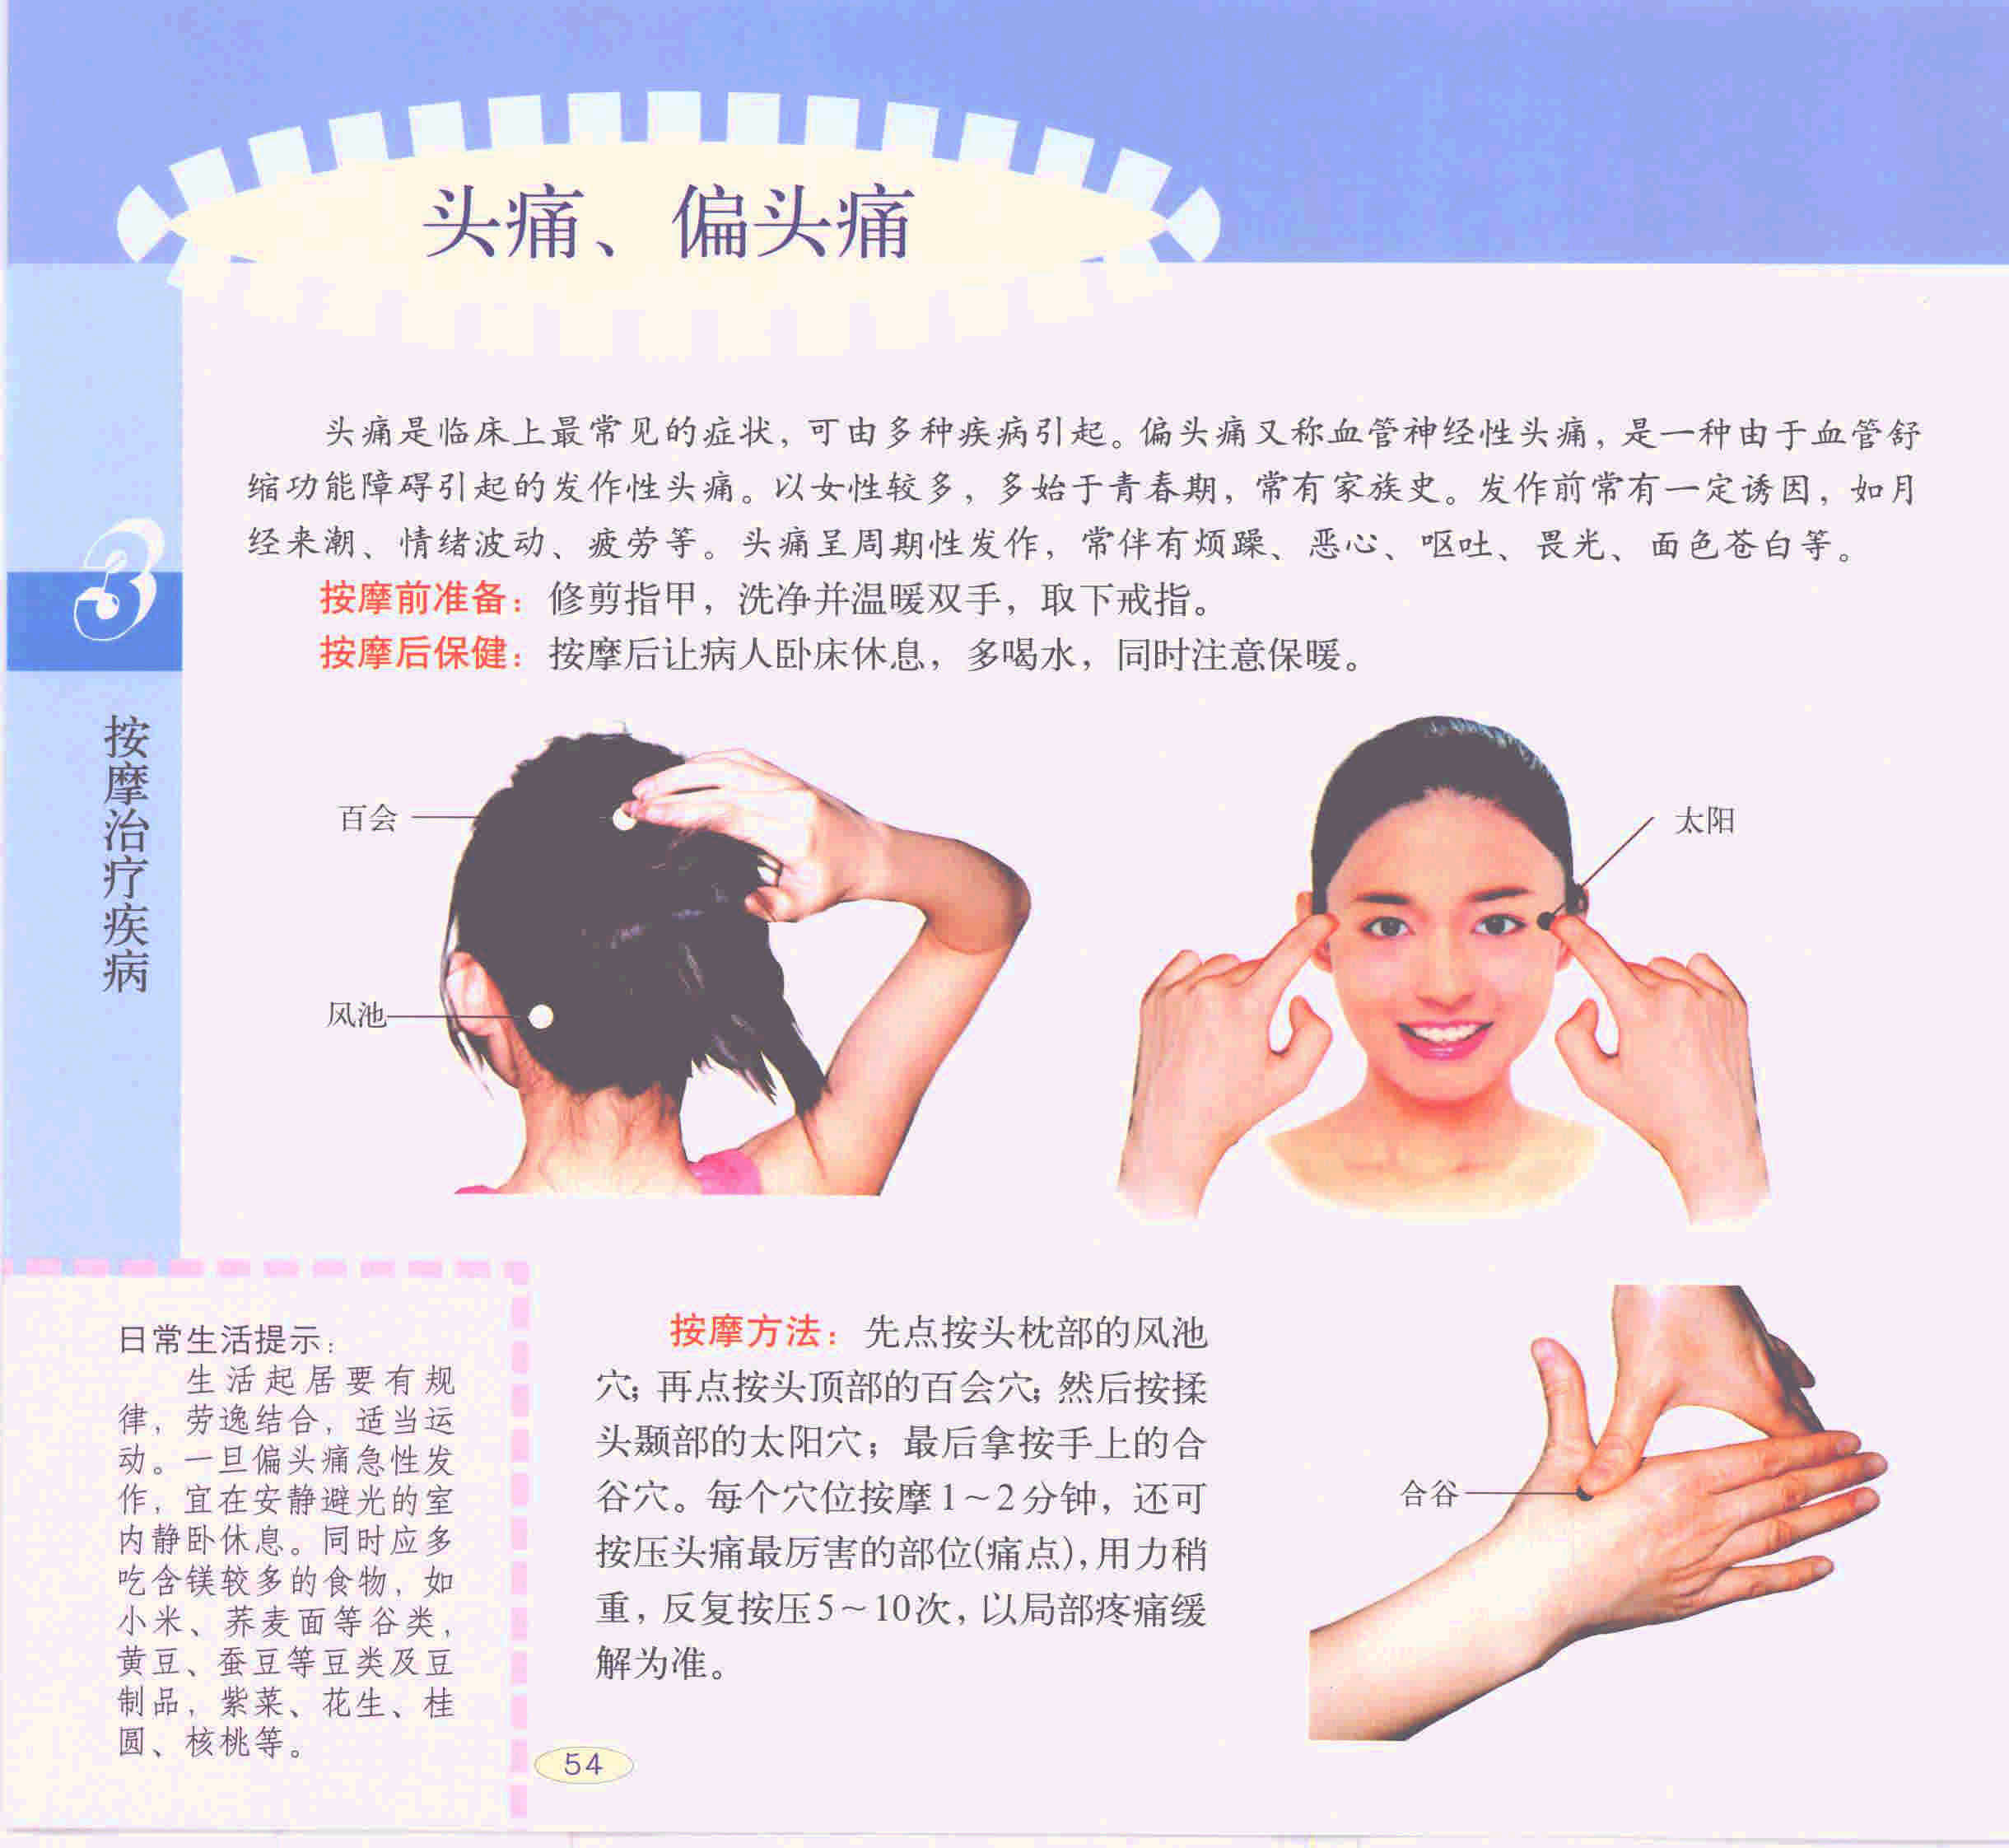 头痛、偏头痛
头痛是临床上最常见的症状，可由多种疾病引起。偏头痛又称血管神经性头痛，是一种由于血管舒
缩功能障碍引起的发作性头痛。以女性较多，多始于青春期，常有家族史。发作前常有一定诱因，如月
经来潮、情绪波动、疲劳等。头痛呈周期性发作，常伴有烦躁、恶心、呕吐、畏光、面色苍白等。
按摩前准备：修剪指甲，洗净并温暖双手，取下戒指。
按摩后保健：按摩后让病人卧床休息，多喝水，同时注意保暖。
3
按摩治疗疾病
百会
风池
太阳
日常生活提示：
生活起居要有规
律，劳逸结合，适当运
动。一旦偏头痛急性发
作，宜在安静避光的室
内静卧休息。同时应多
吃含镁较多的食物，如
小米、荞麦面等谷类，
黄豆、蚕豆等豆类及豆
制品，紫菜、花生、桂
圆、核桃等。
按摩方法：先点按头枕部的风池
穴；再点按头顶部的百会穴；然后按揉
头颞部的太阳穴；最后拿按手上的合
谷穴。每个穴位按摩1～2分钟，还可
按压头痛最厉害的部位(痛点)，用力稍
重，反复按压5～10次，以局部疼痛缓
解为准。
合谷
54